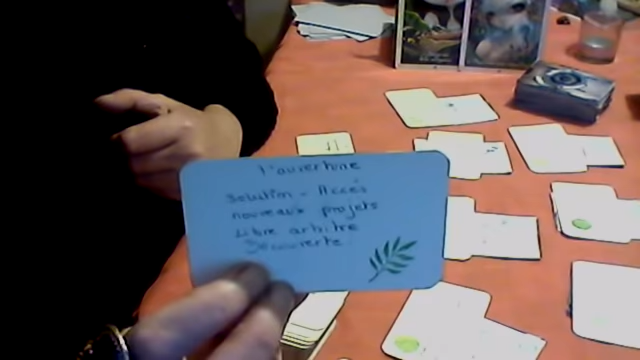 l'ouverture
Solution - Accès
nouveaux projets
Libre arbitre
Découverte